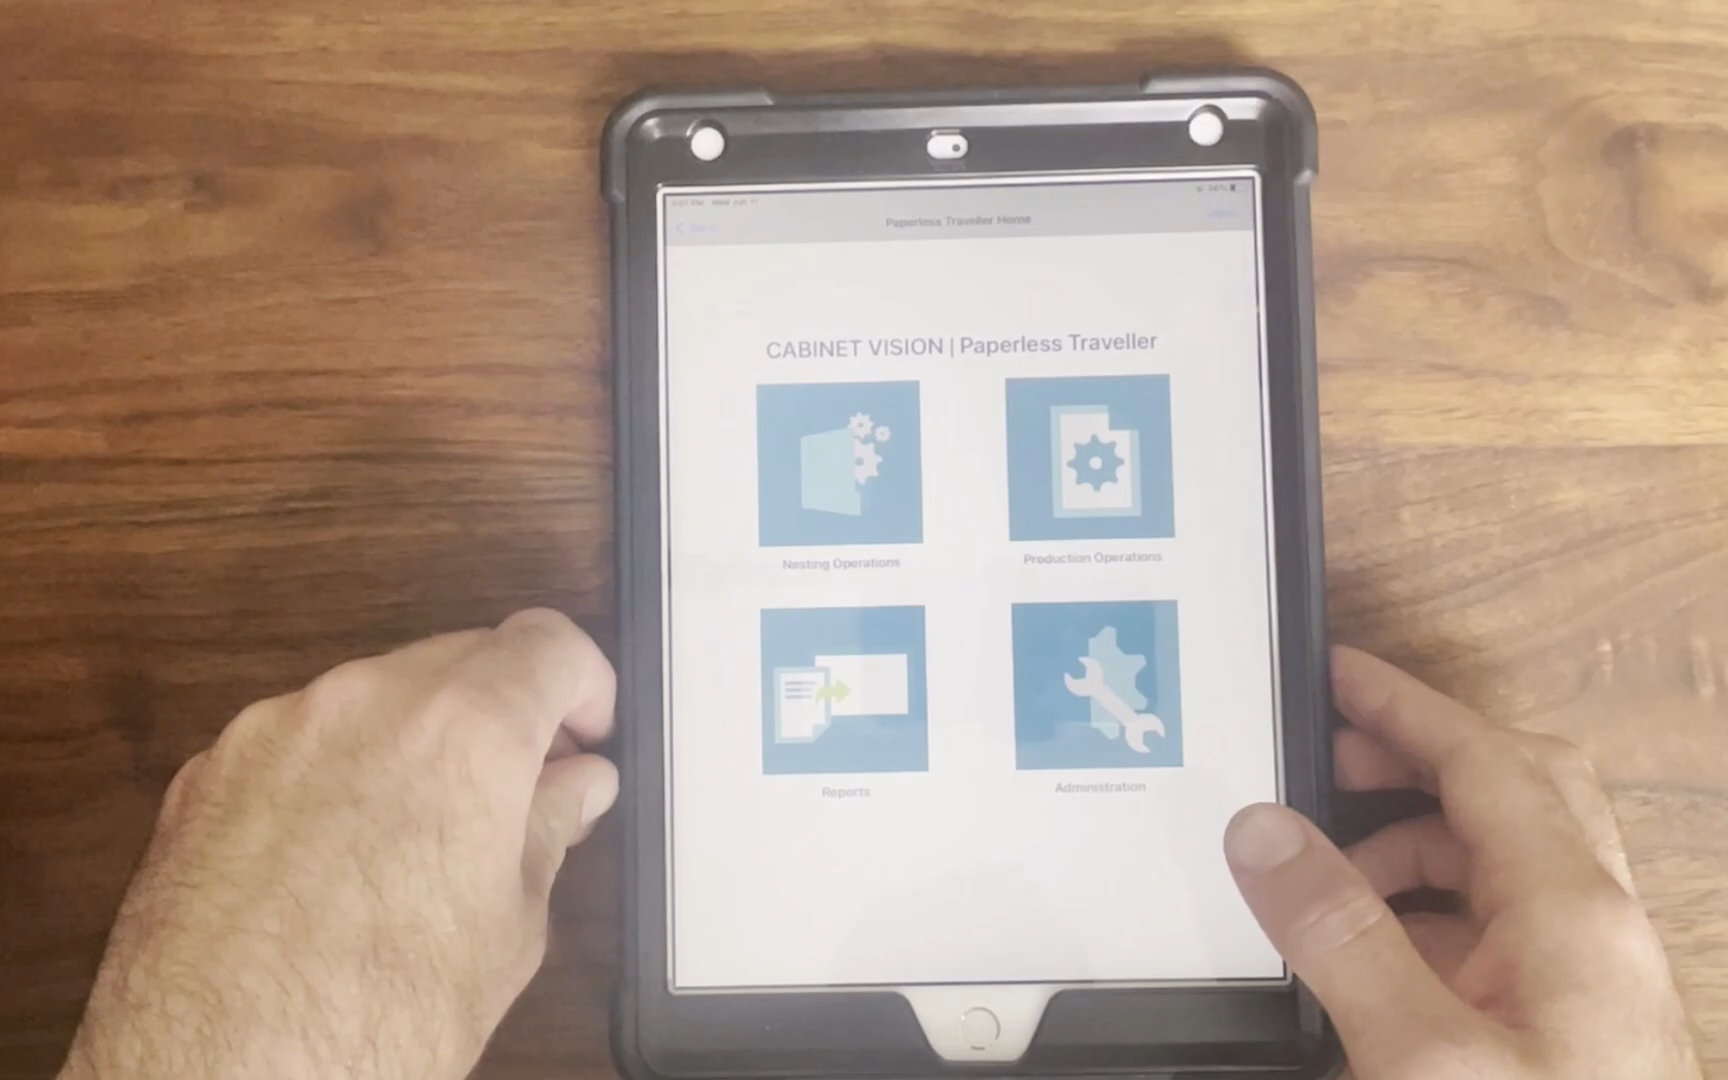 Paperless Traveller Home
CABINET VISION | Paperless Traveller
Nesting Operations
Production Operations
Reports
Administration